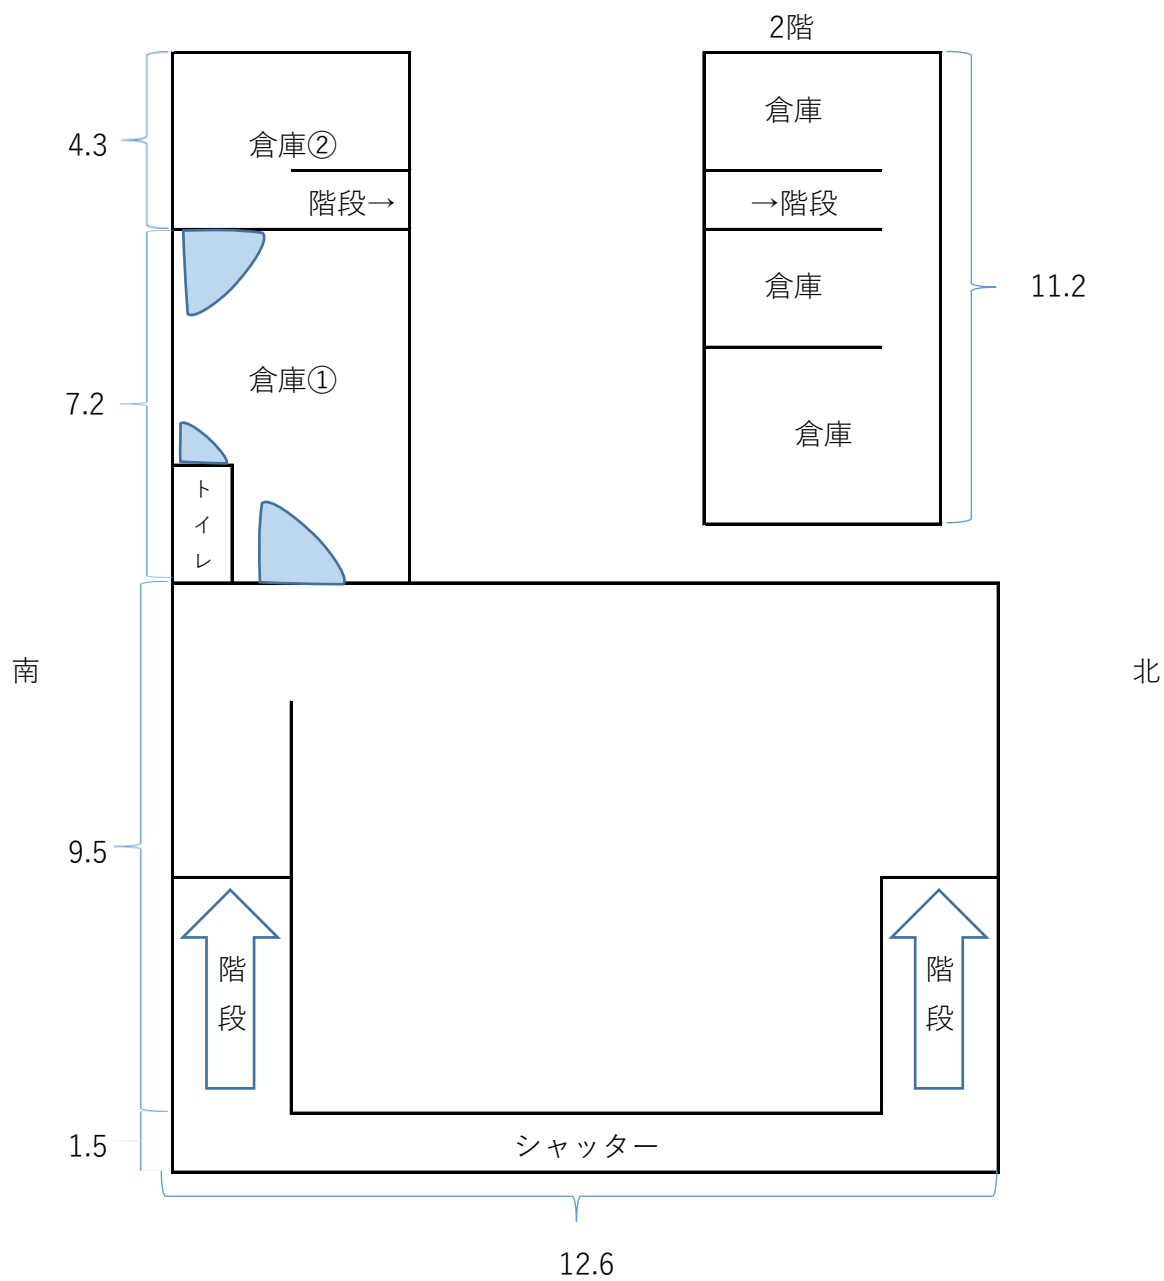 2階
倉庫
4.3
倉庫②
階段→
→階段
倉庫
11.2
倉庫①
7.2
倉庫
トイレ
南
北
9.5
階段
階段
1.5
シャッター
12.6